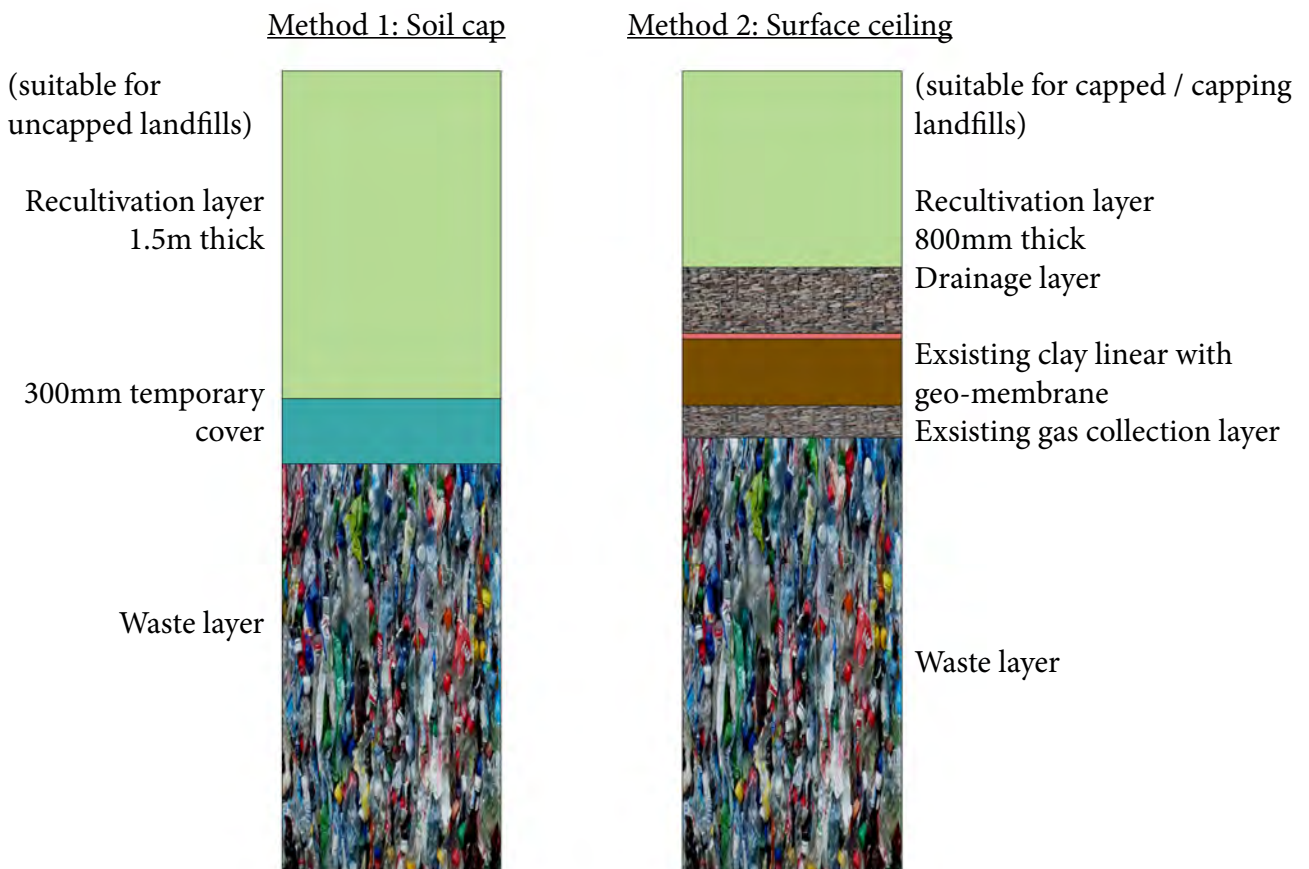 Method 1: Soil cap
(suitable for
uncapped landfills)
Recultivation layer
1.5m thick
300mm temporary
cover
Waste layer
Method 2: Surface ceiling
(suitable for capped / capping
landfills)
Recultivation layer
800mm thick
Drainage layer
Exsisting clay linear with
geo-membrane
Exsisting gas collection layer
Waste layer